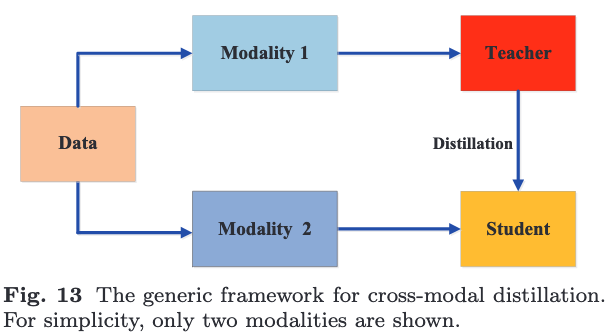 Modality 1
Teacher
Data
Distillation
Modality 2
Student
Fig. 13 The generic framework for cross-modal distillation.
For simplicity, only two modalities are shown.